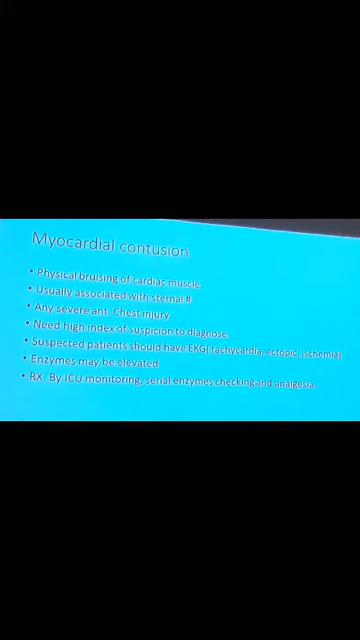 Myocardial contusion
• Physical bruising of cardiac muscle
• Usually associated with sternal #
• Any severe ant. Chest injury
• Need high index of suspicion to diagnose.
• Suspected patients should have EKG( tachycardia, ectopic ,ischemia)
• Enzymes may be elevated
• RX. By ICU monitoring, serial enzymes checking and analgesia.